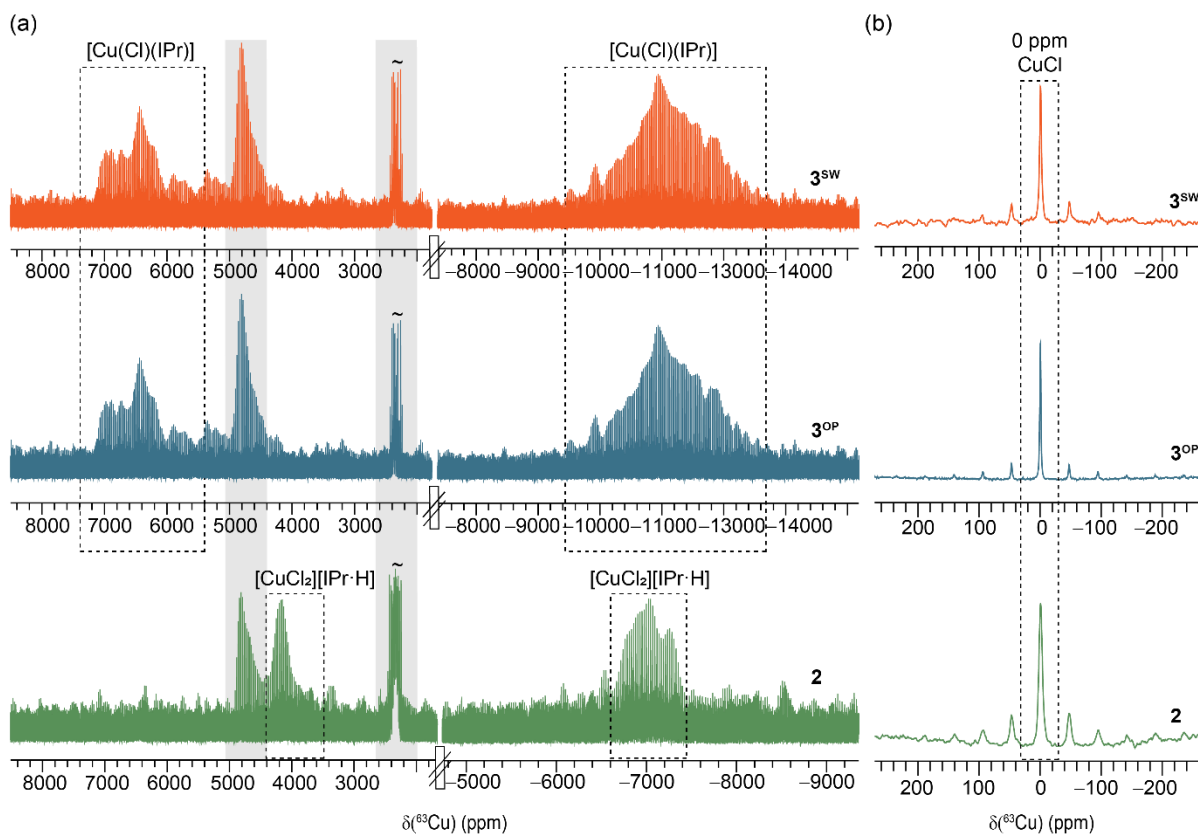 (a)
(b)
[Cu(Cl)(IPr)]
[Cu(Cl)(IPr)]
0 ppm
CuCl
~
3ˢᵂ
3ˢᵂ
8000 7000 6000 5000 4000 3000 –8000 –9000 –10000 –11000 –13000 –14000
200 100 0 –100 –200
~
3ᴼᴾ
3ᴼᴾ
8000 7000 6000 5000 4000 3000 –8000 –9000 –10000 –11000 –13000 –14000
200 100 0 –100 –200
[CuCl₂][IPr·H]
[CuCl₂][IPr·H]
~
2
2
8000 7000 6000 5000 4000 3000 –5000 –6000 –7000 –8000 –9000
200 100 0 –100 –200
δ(⁶³Cu) (ppm)
δ(⁶³Cu) (ppm)